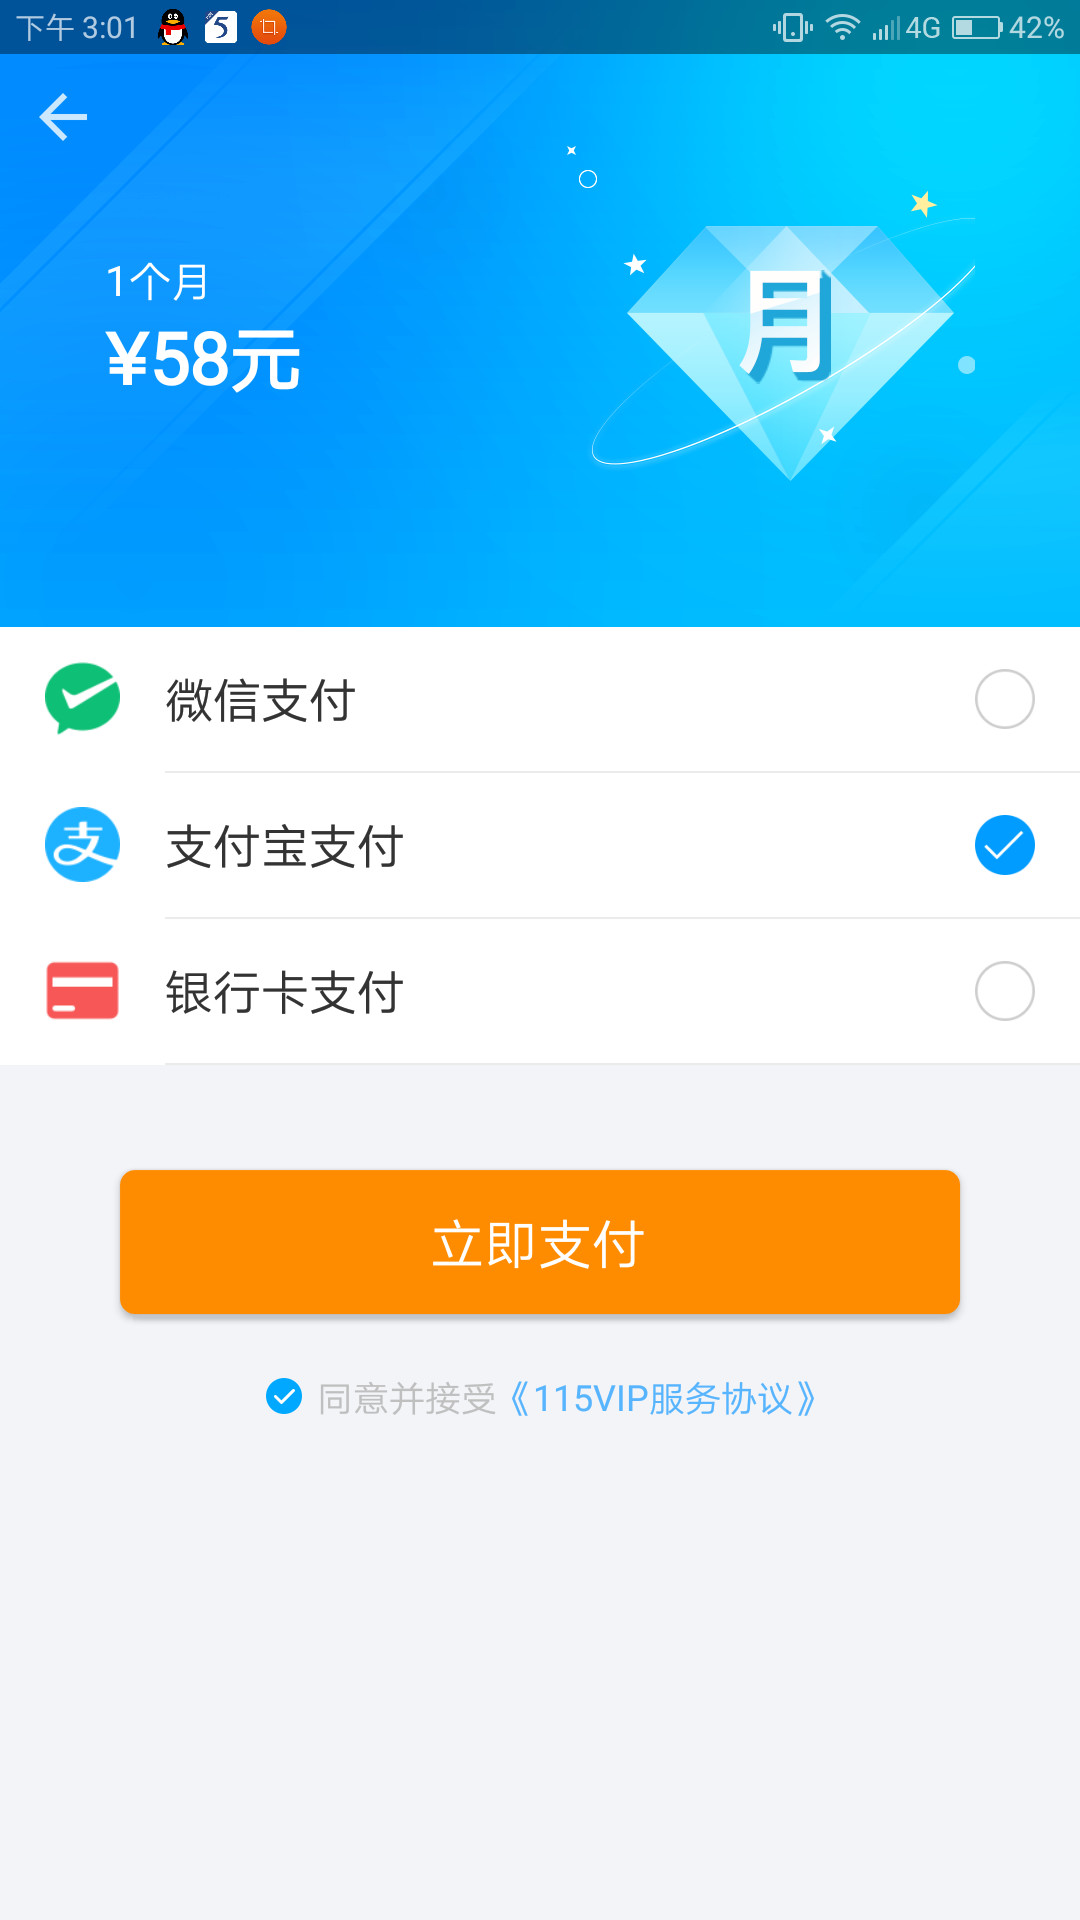 下午 3:01 5 4G 42%
1个月
¥58元
月
微信支付
支付宝支付
银行卡支付
立即支付
同意并接受《115VIP服务协议》